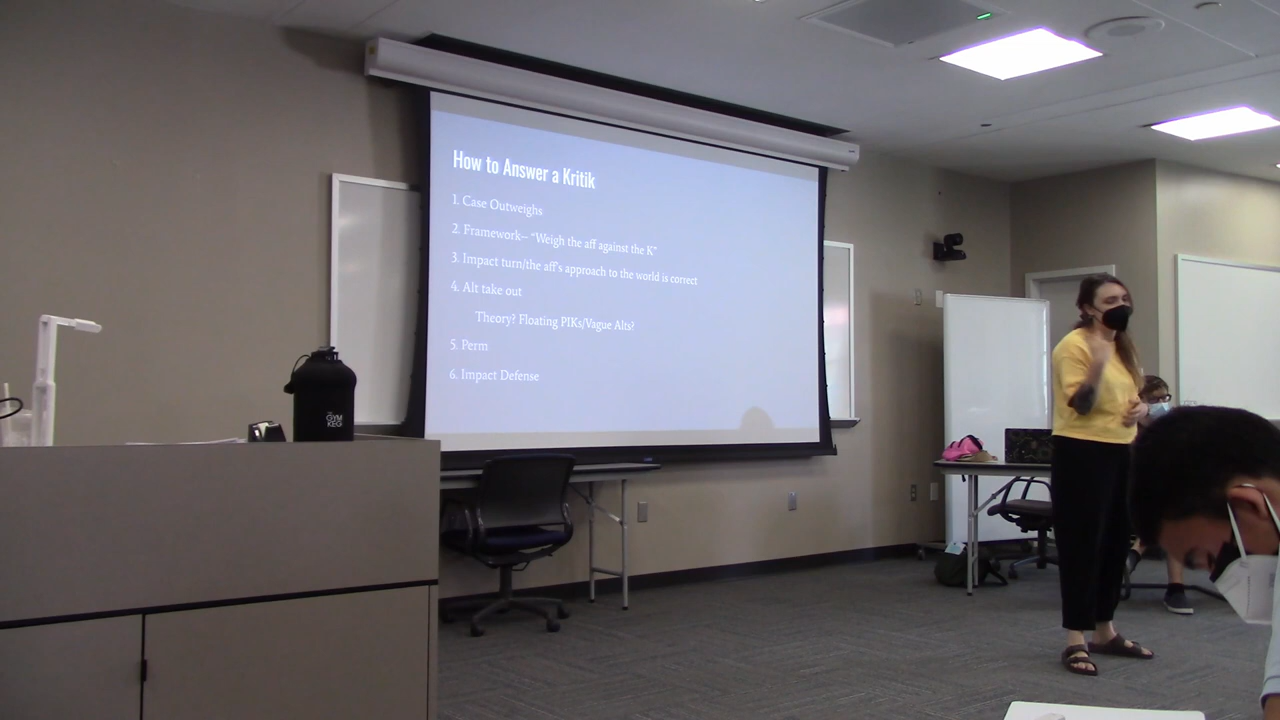 How to Answer a Kritik
1. Case Outweighs
2. Framework– "Weigh the aff against the K"
3. Impact turn/the aff's approach to the world is correct
4. Alt take out
Theory? Floating PIKs/Vague Alts?
5. Perm
6. Impact Defense
THE
GYM
KEG